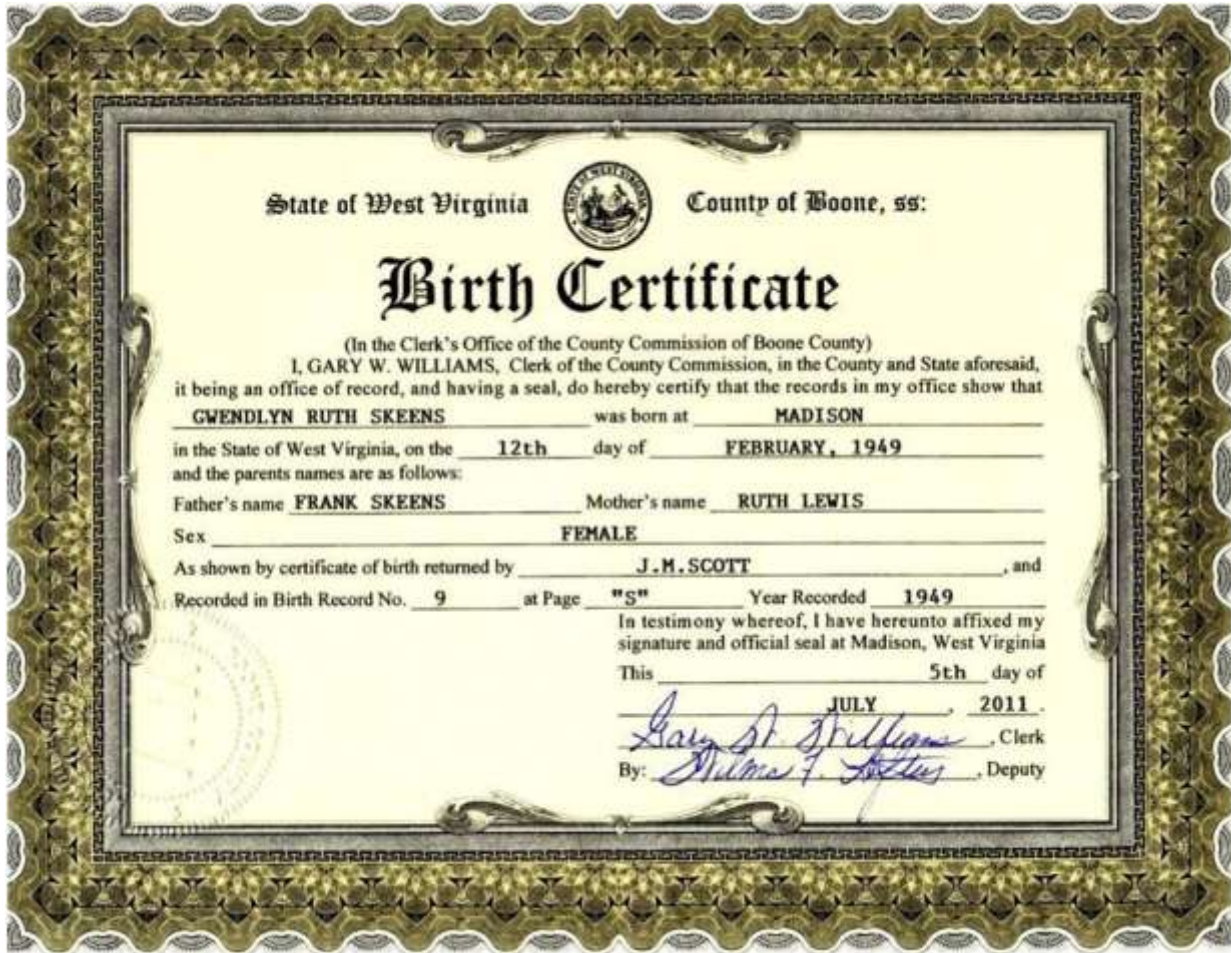 State of West Virginia County of Boone, ss:
STATE OF WEST VIRGINIA
Birth Certificate
(In the Clerk's Office of the County Commission of Boone County)
I, GARY W. WILLIAMS, Clerk of the County Commission, in the County and State aforesaid,
it being an office of record, and having a seal, do hereby certify that the records in my office show that
GWENDLYN RUTH SKEENS was born at MADISON
in the State of West Virginia, on the 12th day of FEBRUARY, 1949
and the parents names are as follows:
Father's name FRANK SKEENS Mother's name RUTH LEWIS
Sex FEMALE
As shown by certificate of birth returned by J.M.SCOTT, and
Recorded in Birth Record No. 9 at Page "S" Year Recorded 1949
In testimony whereof, I have hereunto affixed my
signature and official seal at Madison, West Virginia
This 5th day of
JULY, 2011.
Gary W. Williams, Clerk
By: Wilma F., Deputy